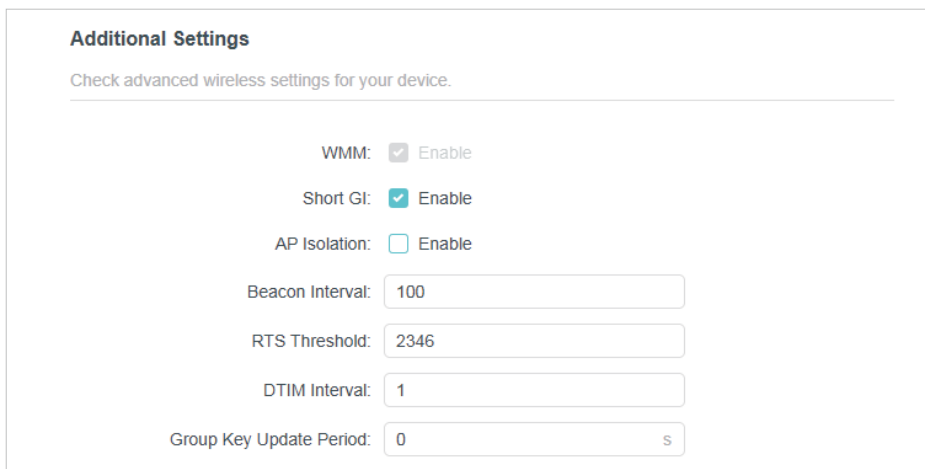 Additional Settings
Check advanced wireless settings for your device.
WMM: Enable
Short GI: Enable
AP Isolation: Enable
Beacon Interval: 100
RTS Threshold: 2346
DTIM Interval: 1
Group Key Update Period: 0 s